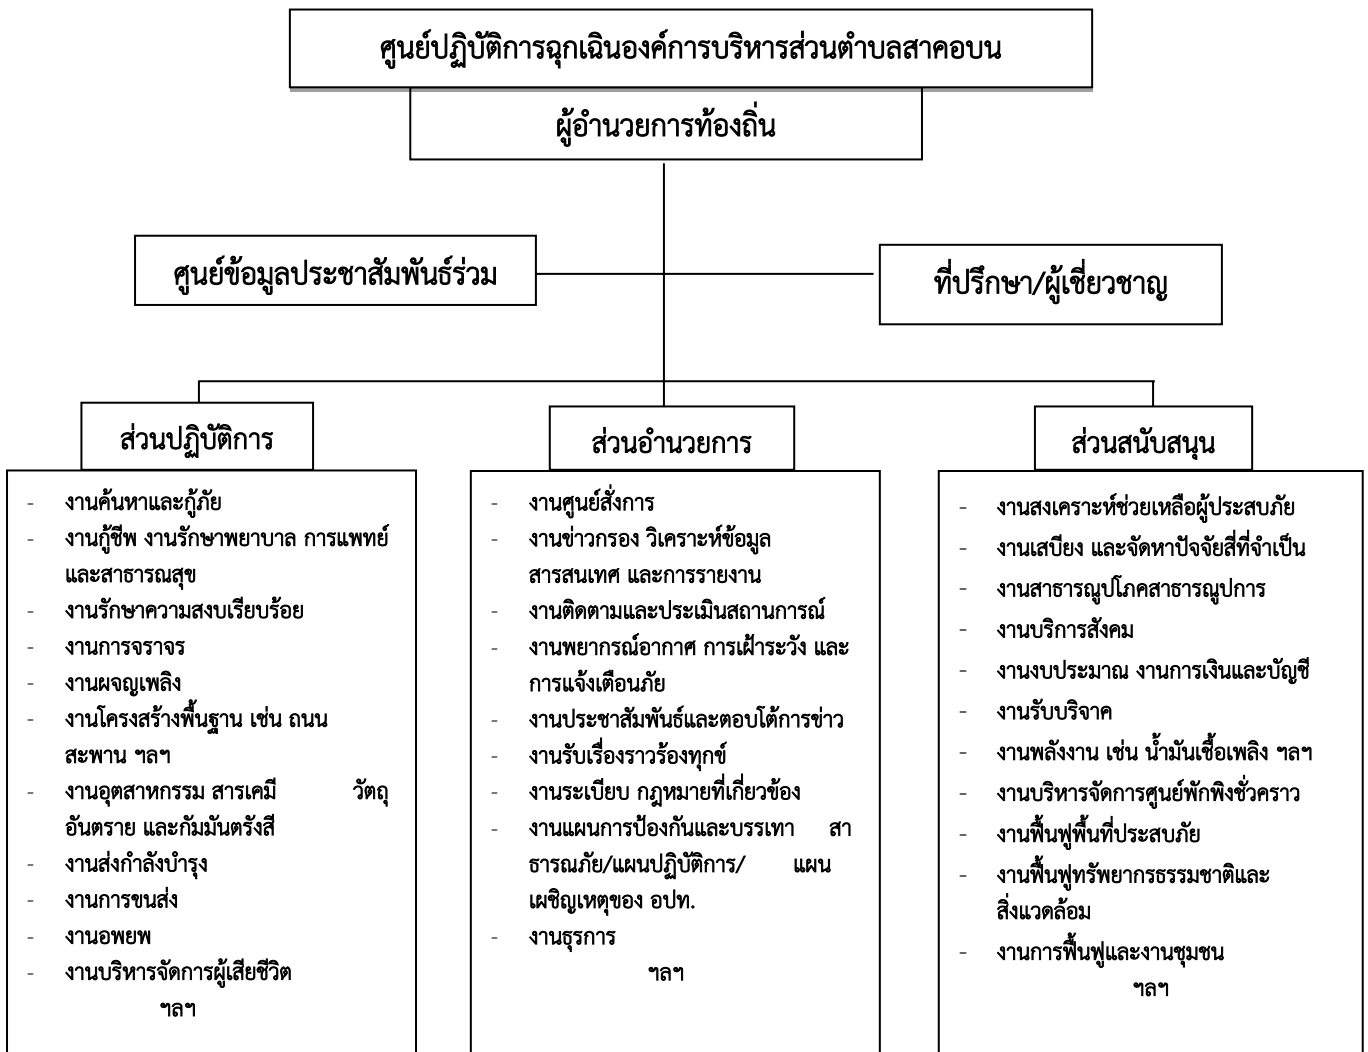 ศูนย์ปฏิบัติการฉุกเฉินองค์การบริหารส่วนตำบลสาคอบน
ผู้อำนวยการท้องถิ่น
ศูนย์ข้อมูลประชาสัมพันธ์ร่วม
ที่ปรึกษา/ผู้เชี่ยวชาญ
ส่วนปฏิบัติการ
- งานค้นหาและกู้ภัย
- งานกู้ชีพ งานรักษาพยาบาล การแพทย์
และสาธารณสุข
- งานรักษาความสงบเรียบร้อย
- งานการจราจร
- งานผจญเพลิง
- งานโครงสร้างพื้นฐาน เช่น ถนน
สะพาน ฯลฯ
- งานอุตสาหกรรม สารเคมี วัตถุ
อันตราย และกัมมันตรังสี
- งานส่งกำลังบำรุง
- งานการขนส่ง
- งานอพยพ
- งานบริหารจัดการผู้เสียชีวิต
ฯลฯ
ส่วนอำนวยการ
- งานศูนย์สั่งการ
- งานข่าวกรอง วิเคราะห์ข้อมูล
สารสนเทศ และการรายงาน
- งานติดตามและประเมินสถานการณ์
- งานพยากรณ์อากาศ การเฝ้าระวัง และ
การแจ้งเตือนภัย
- งานประชาสัมพันธ์และตอบโต้การข่าว
- งานรับเรื่องราวร้องทุกข์
- งานระเบียบ กฎหมายที่เกี่ยวข้อง
- งานแผนการป้องกันและบรรเทา สา
ธารณภัย/แผนปฏิบัติการ/ แผน
เผชิญเหตุของ อปท.
- งานธุรการ
ฯลฯ
ส่วนสนับสนุน
- งานสงเคราะห์ช่วยเหลือผู้ประสบภัย
- งานเสบียง และจัดหาปัจจัยสี่ที่จำเป็น
- งานสาธารณูปโภคสาธารณูปการ
- งานบริการสังคม
- งานงบประมาณ งานการเงินและบัญชี
- งานรับบริจาค
- งานพลังงาน เช่น น้ำมันเชื้อเพลิง ฯลฯ
- งานบริหารจัดการศูนย์พักพิงชั่วคราว
- งานฟื้นฟูพื้นที่ประสบภัย
- งานฟื้นฟูทรัพยากรธรรมชาติและ
สิ่งแวดล้อม
- งานการฟื้นฟูและงานชุมชน
ฯลฯ